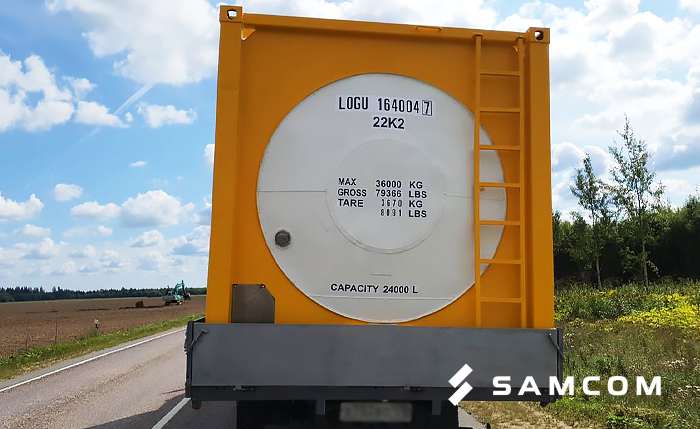 LOGU 164004 7
22K2
MAX 36000 KG
GROSS 79366 LBS
TARE 3670 KG
8091 LBS
CAPACITY 24000 L
SAMCOM